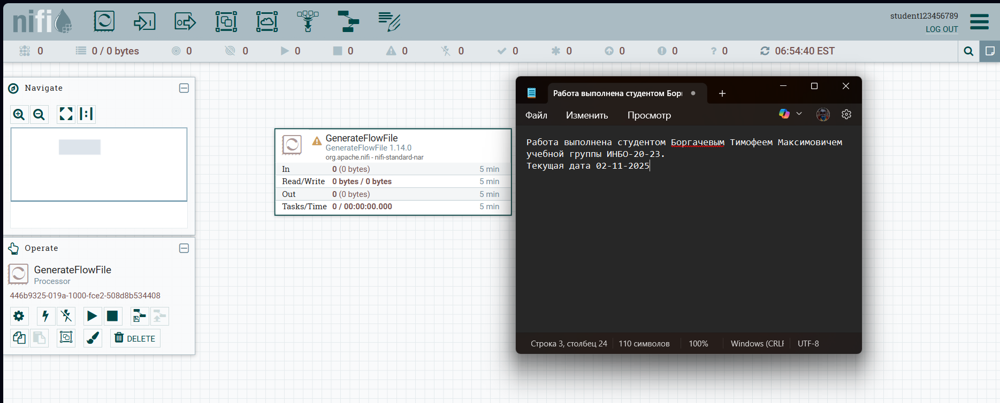 nifi
student123456789
LOG OUT
0
0 / 0 bytes
0
0
0
0
0
0
0
0
0
0
? 0
06:54:40 EST
Navigate
Operate
GenerateFlowFile
Processor
446b9325-019a-1000-fce2-508d8b534408
DELETE
GenerateFlowFile
GenerateFlowFile 1.14.0
org.apache.nifi - nifi-standard-nar
In 0 (0 bytes) 5 min
Read/Write 0 bytes / 0 bytes 5 min
Out 0 (0 bytes) 5 min
Tasks/Time 0 / 00:00:00.000 5 min
Работа выполнена студентом Бор
Файл Изменить Просмотр
Работа выполнена студентом Боргачевым Тимофеем Максимовичем
учебной группы ИНБО-20-23.
Текущая дата 02-11-2025
Строка 3, столбец 24 110 символов 100% Windows (CRLF UTF-8